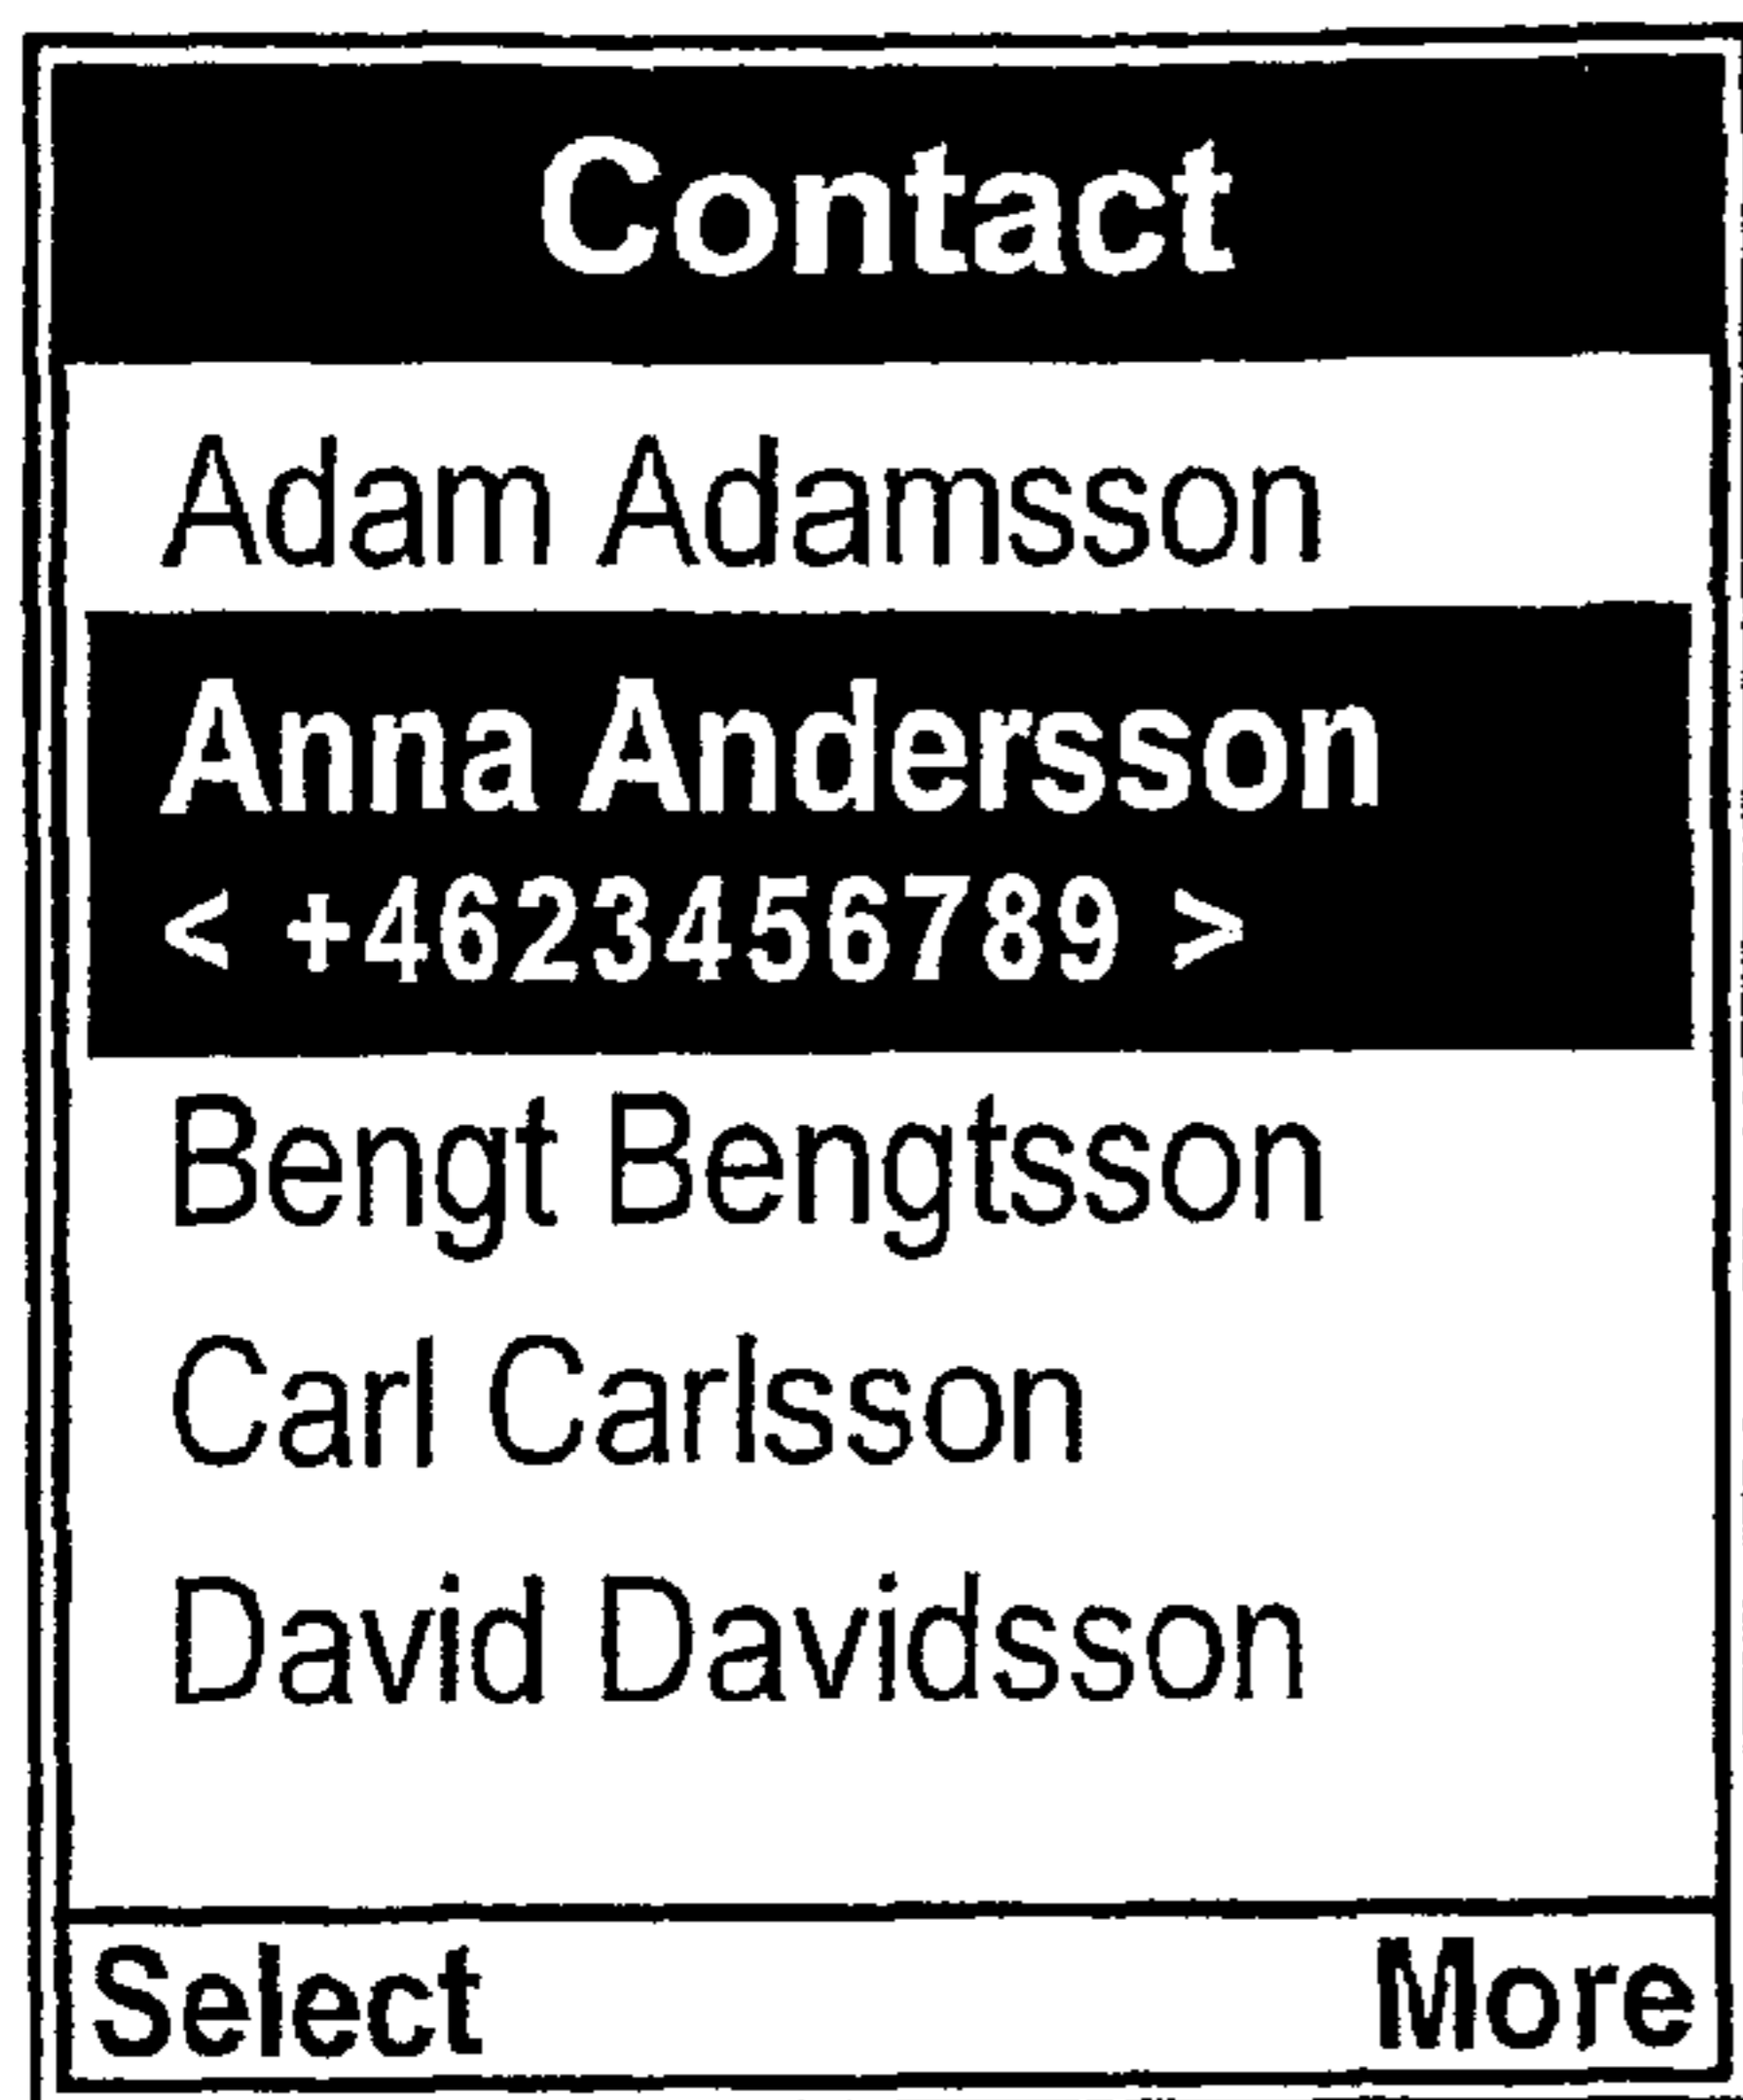 Contact
Adam Adamsson
Anna Andersson
< +4623456789 >
Bengt Bengtsson
Carl Carlsson
David Davidsson
Select More